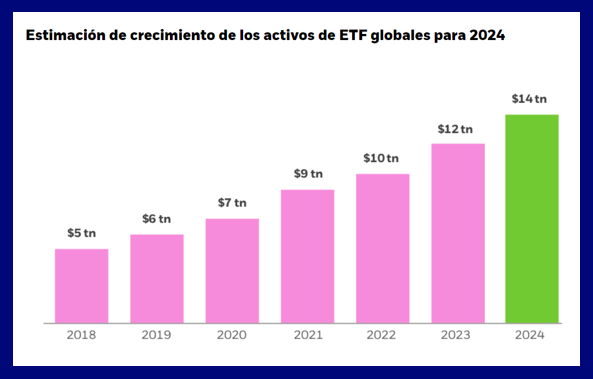 Estimación de crecimiento de los activos de ETF globales para 2024
$14 tn
$12 tn
$10 tn
$9 tn
$7 tn
$6 tn
$5 tn
2018 2019 2020 2021 2022 2023 2024